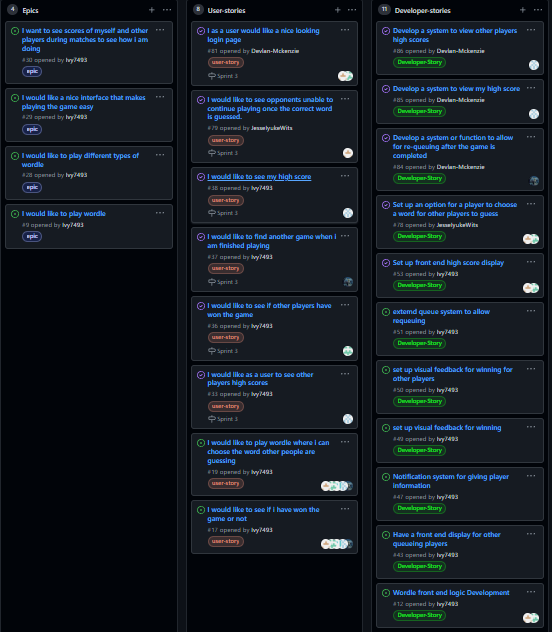 4 Epics
I want to see scores of myself and other
players during matches to see how I am
doing
#30 opened by Ivy7493
epic
I would like a nice interface that makes
playing the game easy
#29 opened by Ivy7493
epic
I would like to play different types of
wordle
#28 opened by Ivy7493
epic
I would like to play wordle
#9 opened by Ivy7493
epic
8 User-stories
I as a user would like a nice looking
login page
#81 opened by Devlan-Mckenzie
user-story
Sprint 3
I would like to see opponents unable to
continue playing once the correct word
is guessed.
#79 opened by JesselyukeWits
user-story
Sprint 3
I would like to see my high score
#38 opened by Ivy7493
user-story
Sprint 3
I would like to find another game when i
am finished playing
#37 opened by Ivy7493
user-story
Sprint 3
I would like to see if other players have
won the game
#36 opened by Ivy7493
user-story
Sprint 3
I would like as a user to see other
players high scores
#33 opened by Ivy7493
user-story
Sprint 3
I would like to play wordle where i can
choose the word other people are
guessing
#19 opened by Ivy7493
user-story
I would like to see if I have won the
game or not
#17 opened by Ivy7493
user-story
11 Developer-stories
Develop a system to view other players
high scores
#86 opened by Devlan-Mckenzie
Developer-Story
Develop a system to view my high score
#85 opened by Devlan-Mckenzie
Developer-Story
Develop a system or function to allow
for re-queuing after the game is
completed
#84 opened by Devlan-Mckenzie
Developer-Story
Set up an option for a player to choose
a word for other players to guess
#78 opened by JesselyukeWits
Developer-Story
Set up front end high score display
#53 opened by Ivy7493
Developer-Story
externd queue system to allow
requeuing
#51 opened by Ivy7493
Developer-Story
set up visual feedback for winning for
other players
#50 opened by Ivy7493
Developer-Story
set up visual feedback for winning
#49 opened by Ivy7493
Developer-Story
Notification system for giving player
information
#47 opened by Ivy7493
Developer-Story
Have a front end display for other
queueing players
#43 opened by Ivy7493
Developer-Story
Wordle front end logic Development
#12 opened by Ivy7493
Developer-Story